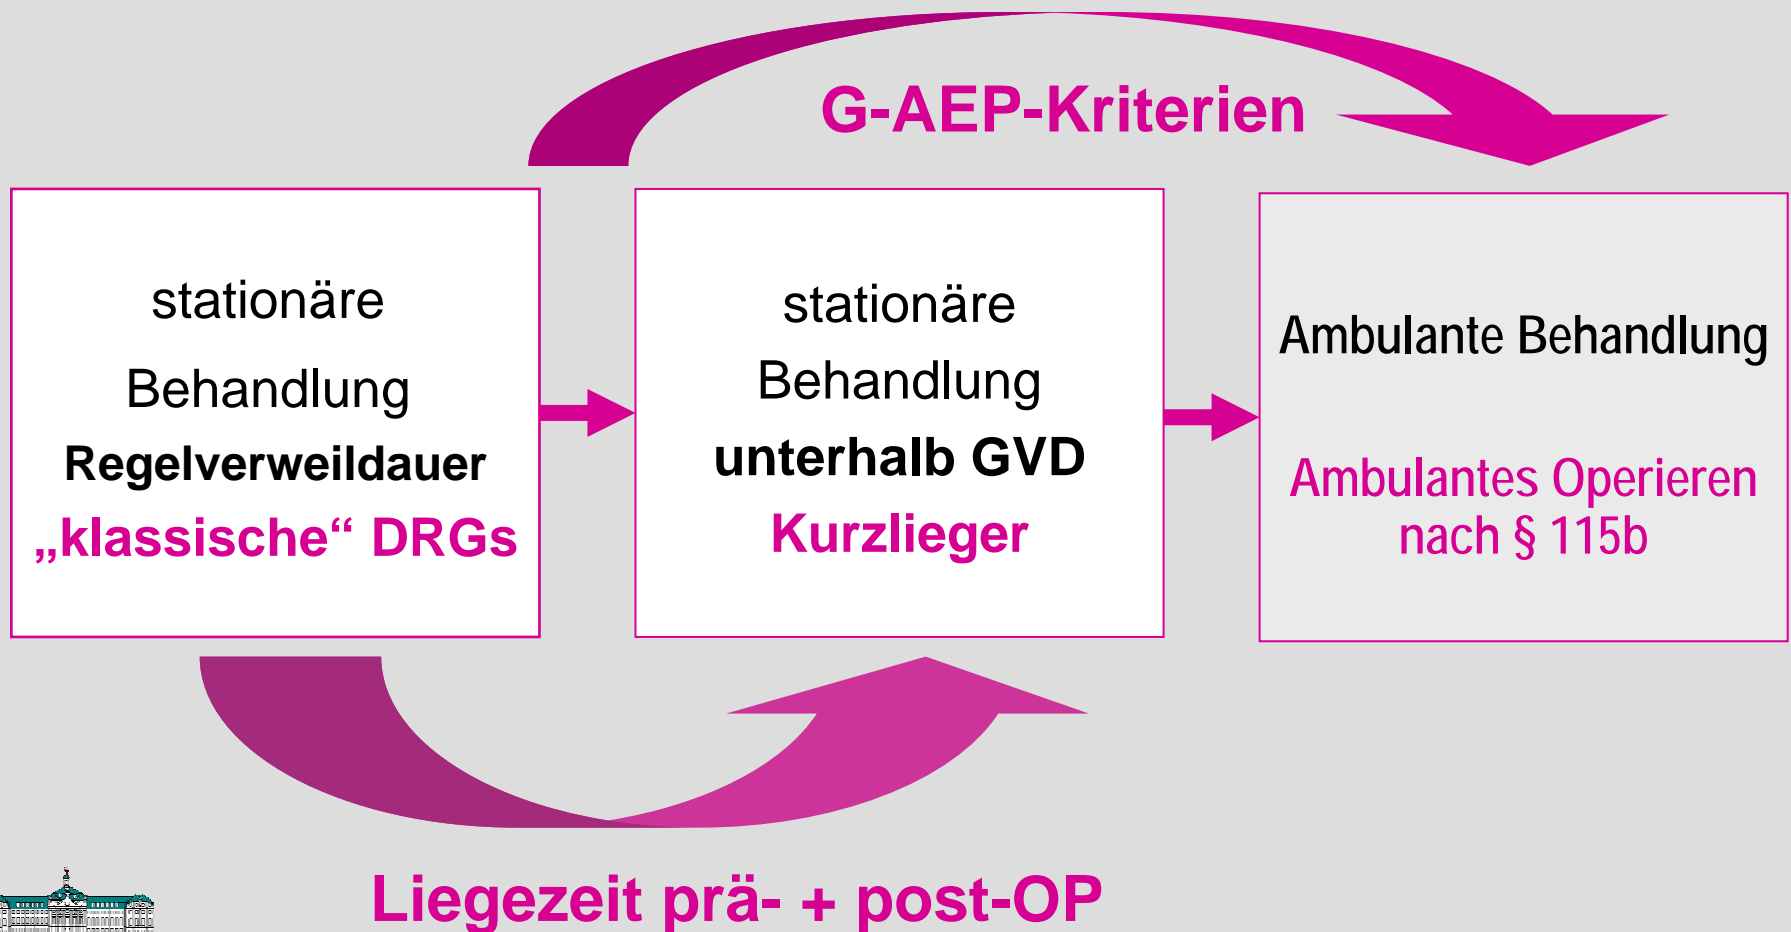 G-AEP-Kriterien
stationäre
Behandlung
Regelverweildauer
„klassische“ DRGs
stationäre
Behandlung
unterhalb GVD
Kurzlieger
Ambulante Behandlung
Ambulantes Operieren
nach § 115b
Liegezeit prä- + post-OP